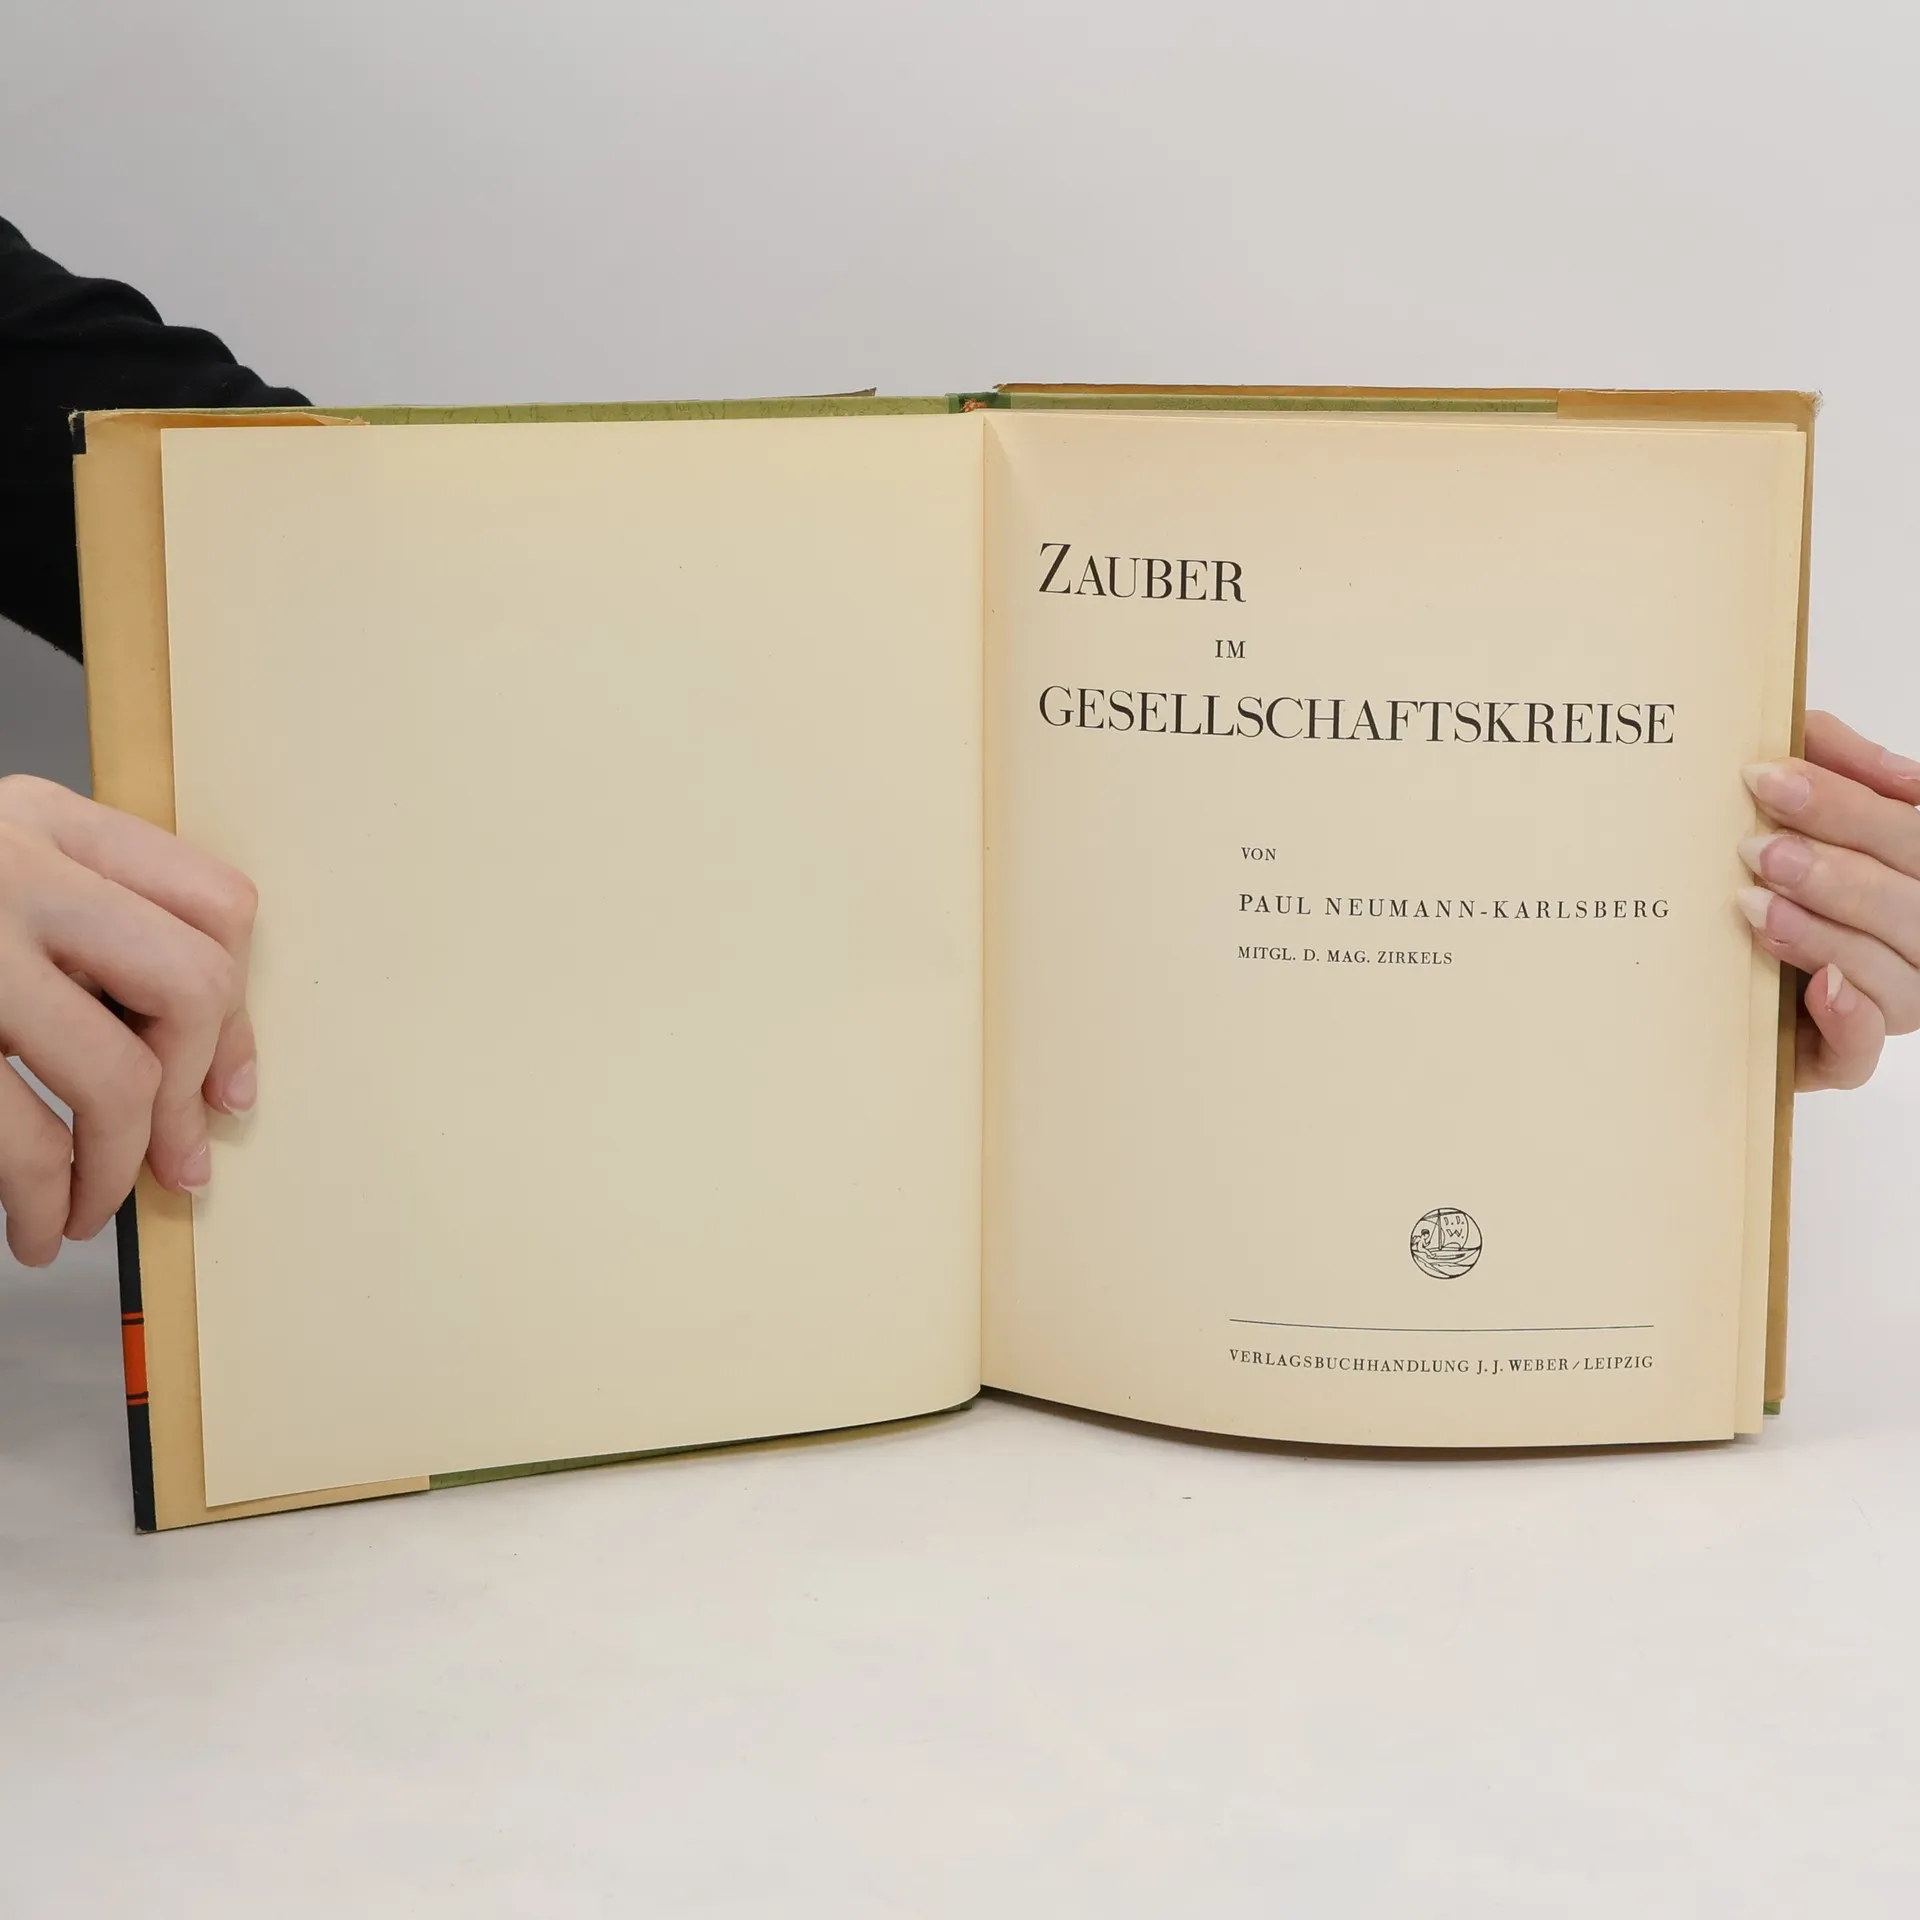 ZAUBER
IM
GESELLSCHAFTSKREISE
VON
PAUL NEUMANN-KARLSBERG
MITGL. D. MAG. ZIRKELS
J. J.
W.
VERLAGSBUCHHANDLUNG J. J. WEBER / LEIPZIG